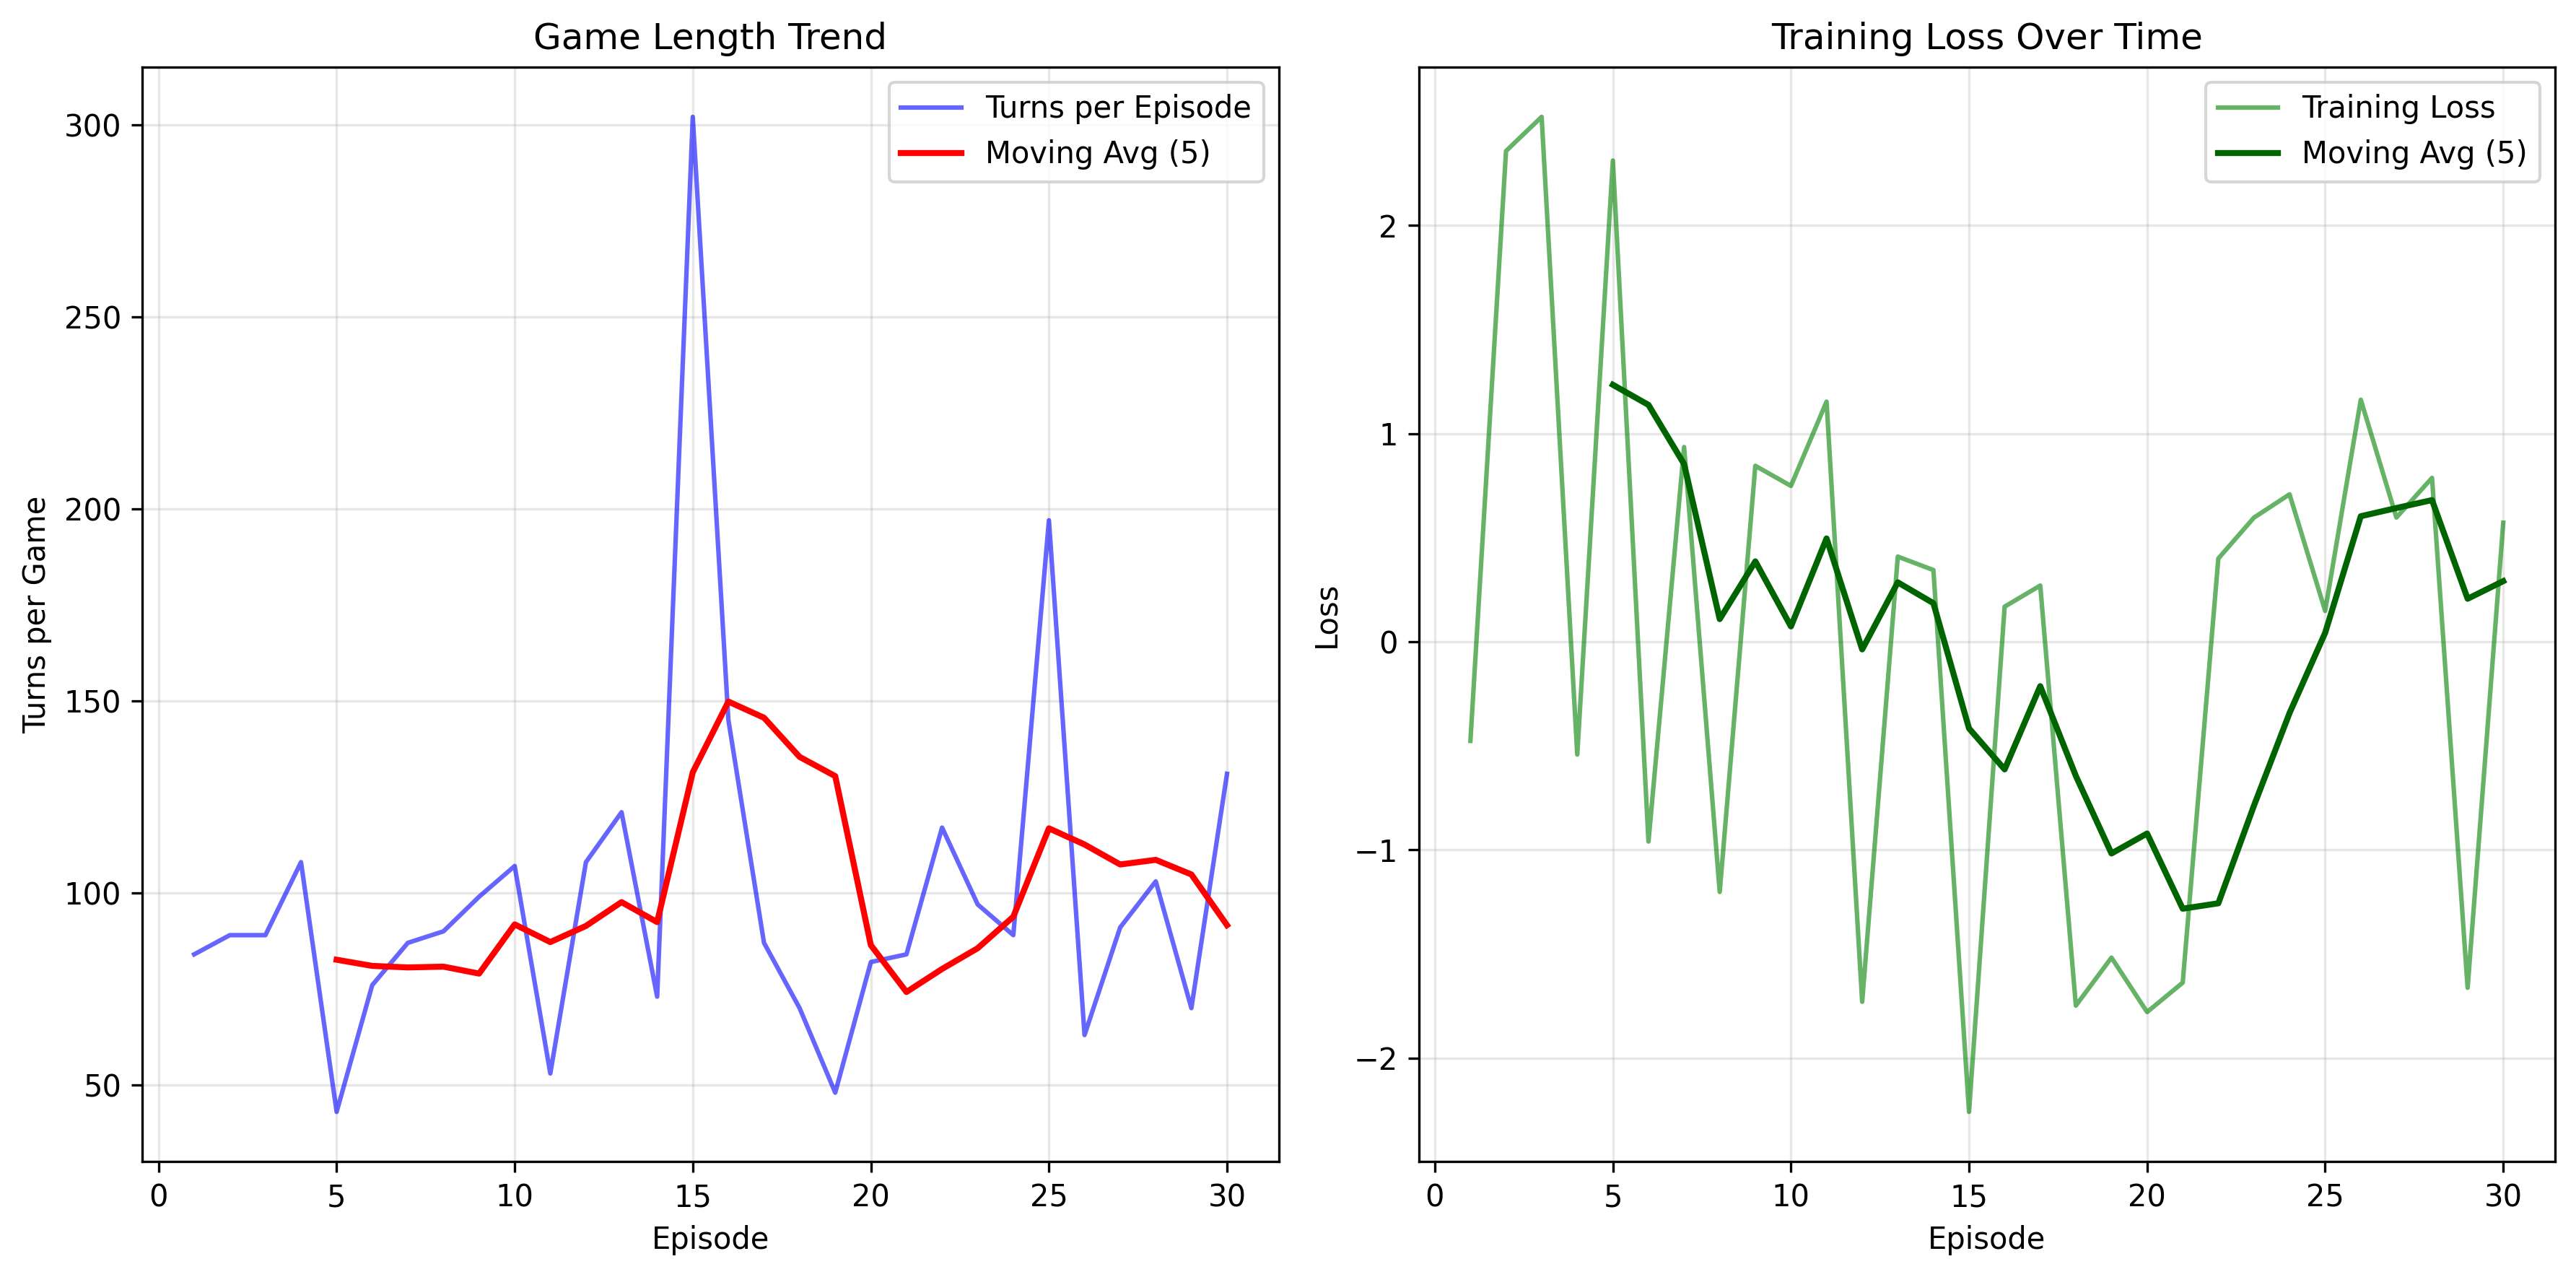 Game Length Trend
Turns per Episode
Moving Avg (5)
300
250
200
150
100
50
Turns per Game
0 5 10 15 20 25 30
Episode
Training Loss Over Time
Training Loss
Moving Avg (5)
2
1
0
−1
−2
Loss
0 5 10 15 20 25 30
Episode